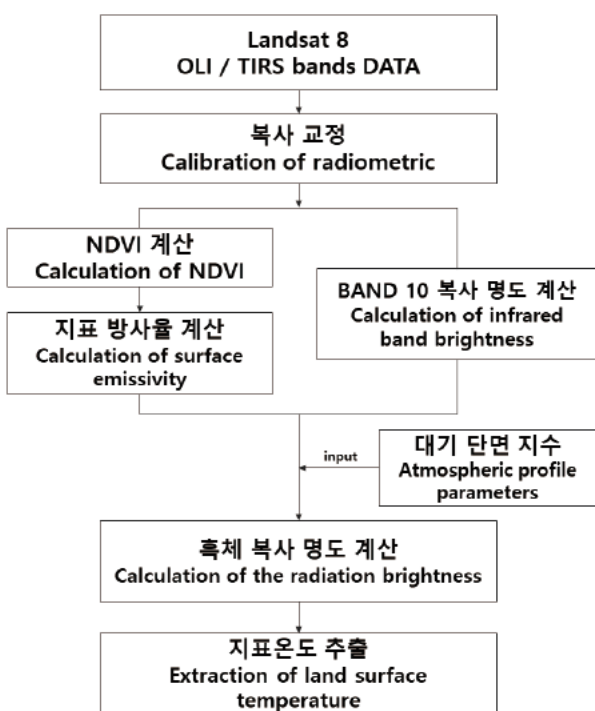 Landsat 8
OLI / TIRS bands DATA
복사 교정
Calibration of radiometric
NDVI 계산
Calculation of NDVI
BAND 10 복사 명도 계산
Calculation of infrared
band brightness
지표 방사율 계산
Calculation of surface
emissivity
input
대기 단면 지수
Atmospheric profile
parameters
흑체 복사 명도 계산
Calculation of the radiation brightness
지표온도 추출
Extraction of land surface
temperature